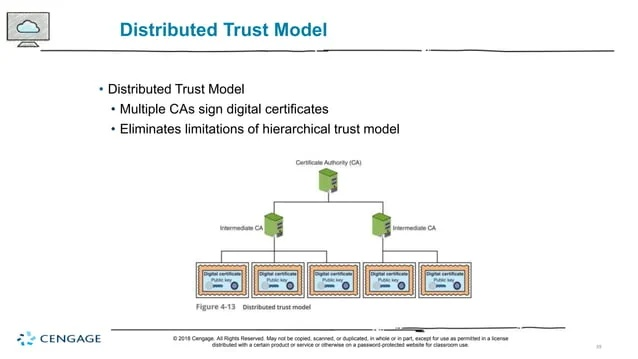 Distributed Trust Model
• Distributed Trust Model
• Multiple CAs sign digital certificates
• Eliminates limitations of hierarchical trust model
Certificate Authority (CA)
Intermediate CA
Intermediate CA
Digital certificate
Public key
Digital certificate
Public key
Digital certificate
Public key
Digital certificate
Public key
Digital certificate
Public key
Figure 4-13 Distributed trust model
CENGAGE
© 2018 Cengage. All Rights Reserved. May not be copied, scanned, or duplicated, in whole or in part, except for use as permitted in a license
distributed with a certain product or service or otherwise on a password-protected website for classroom use.